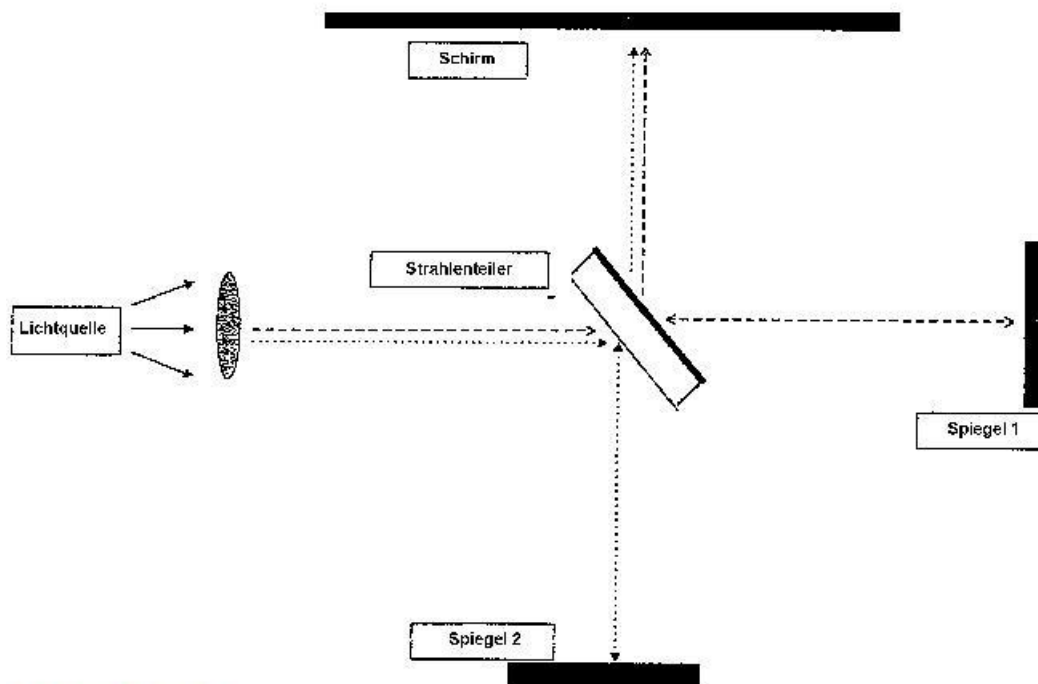 Schirm
Strahlenteiler
Lichtquelle
Spiegel 1
Spiegel 2